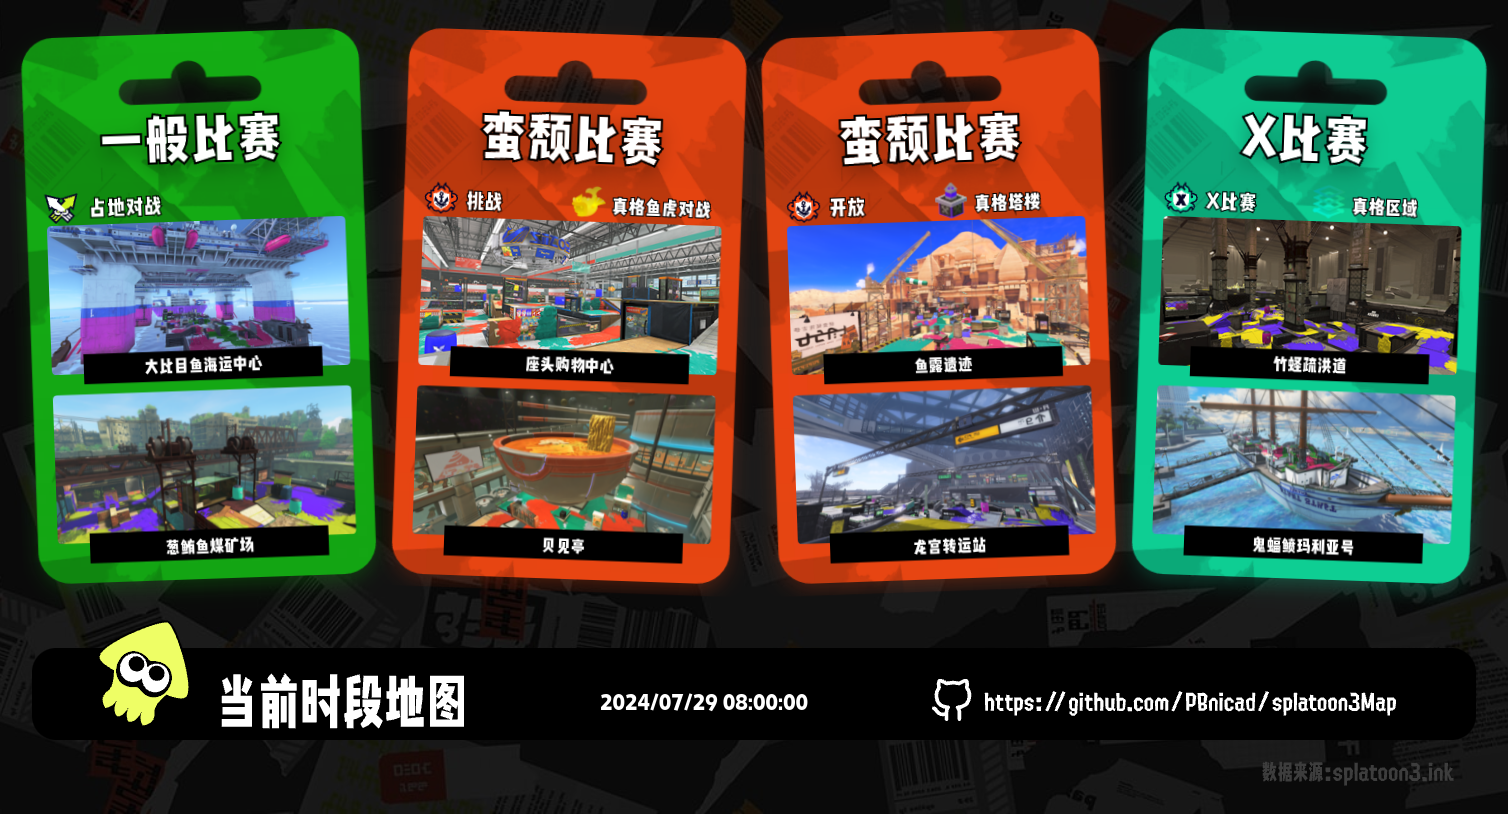 一般比赛
占地对战
大比目鱼海运中心
葱鲔鱼煤矿场
蛮颓比赛
挑战
真格鱼虎对战
座头购物中心
贝见亭
蛮颓比赛
开放
真格塔楼
鱼露遗迹
龙宫转运站
X比赛
X比赛
真格区域
竹蛏疏洪道
鬼蝠鲼玛利亚号
当前时段地图
2024/07/29 08:00:00
https://github.com/PBnicad/splatoon3Map
数据来源:splatoon3.ink